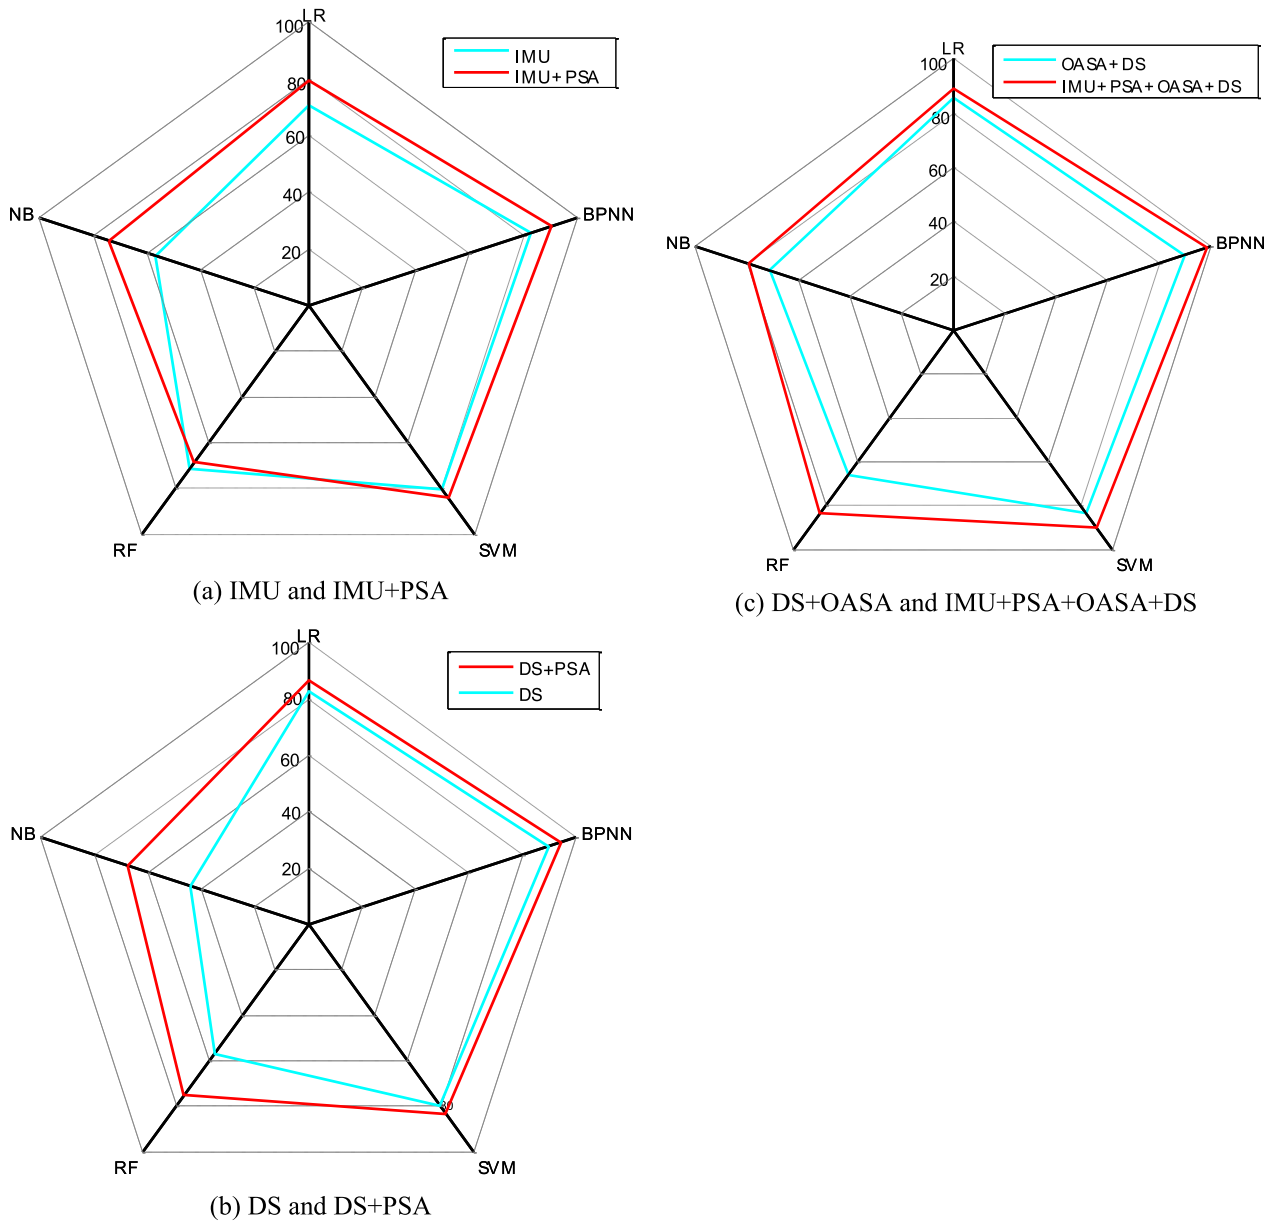 LR
100
80
60
40
20
NB
BPNN
RF
SVM
IMU
IMU+PSA
(a) IMU and IMU+PSA
LR
100
80
60
40
20
NB
BPNN
RF
SVM
OASA+DS
IMU+PSA+OASA+DS
(c) DS+OASA and IMU+PSA+OASA+DS
LR
100
80
60
40
20
NB
BPNN
RF
SVM
80
DS+PSA
DS
(b) DS and DS+PSA